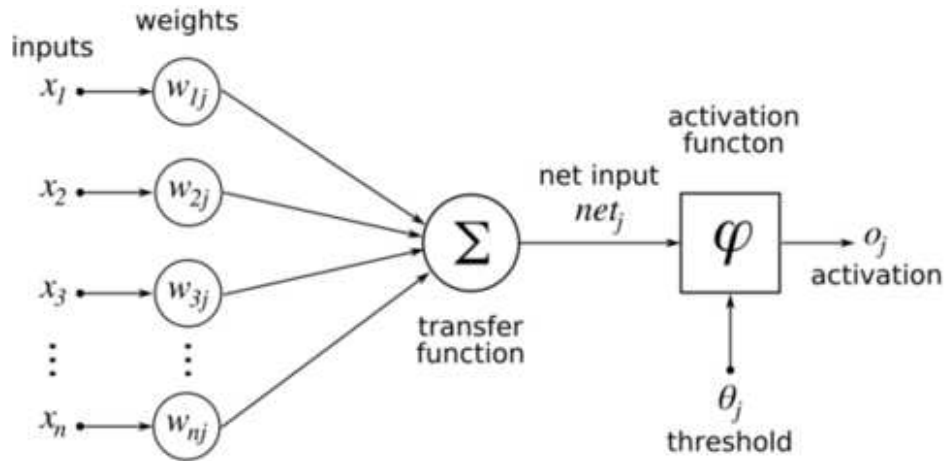 weights
inputs
x₁ w₁ⱼ
x₂ w₂ⱼ
x₃ w₃ⱼ
⋮ ⋮
xₙ wₙⱼ
Σ
transfer
function
net input
netⱼ
activation
functon
φ
oⱼ
activation
θⱼ
threshold